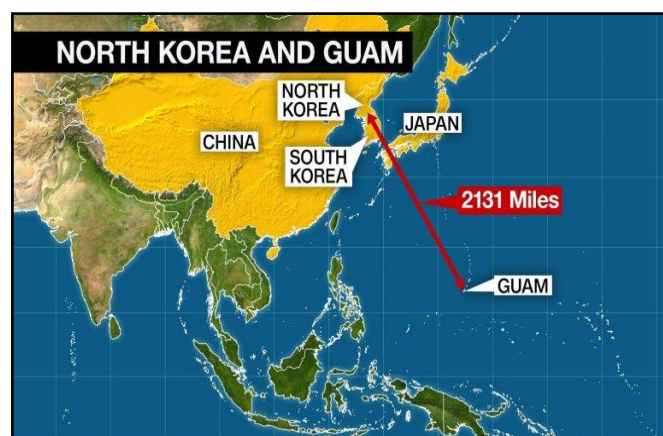 NORTH KOREA AND GUAM
NORTH
KOREA
JAPAN
CHINA
SOUTH
KOREA
2131 Miles
GUAM